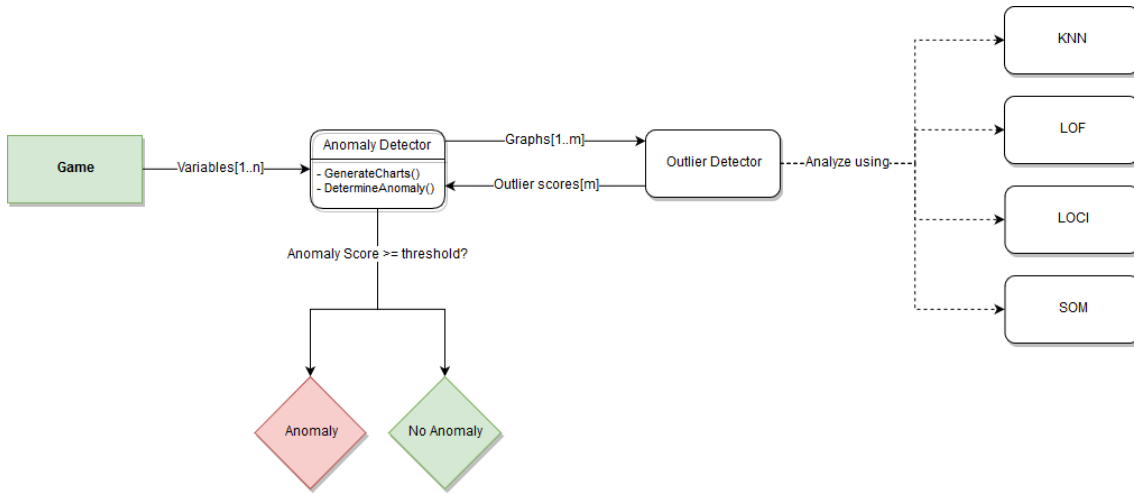 KNN
Anomaly Detector
Graphs[1..m]
LOF
Game
Variables[1..n]
- GenerateCharts()
- DetermineAnomaly()
Outlier Detector
Analyze using
Outlier scores[m]
LOCI
Anomaly Score >= threshold?
SOM
Anomaly
No Anomaly